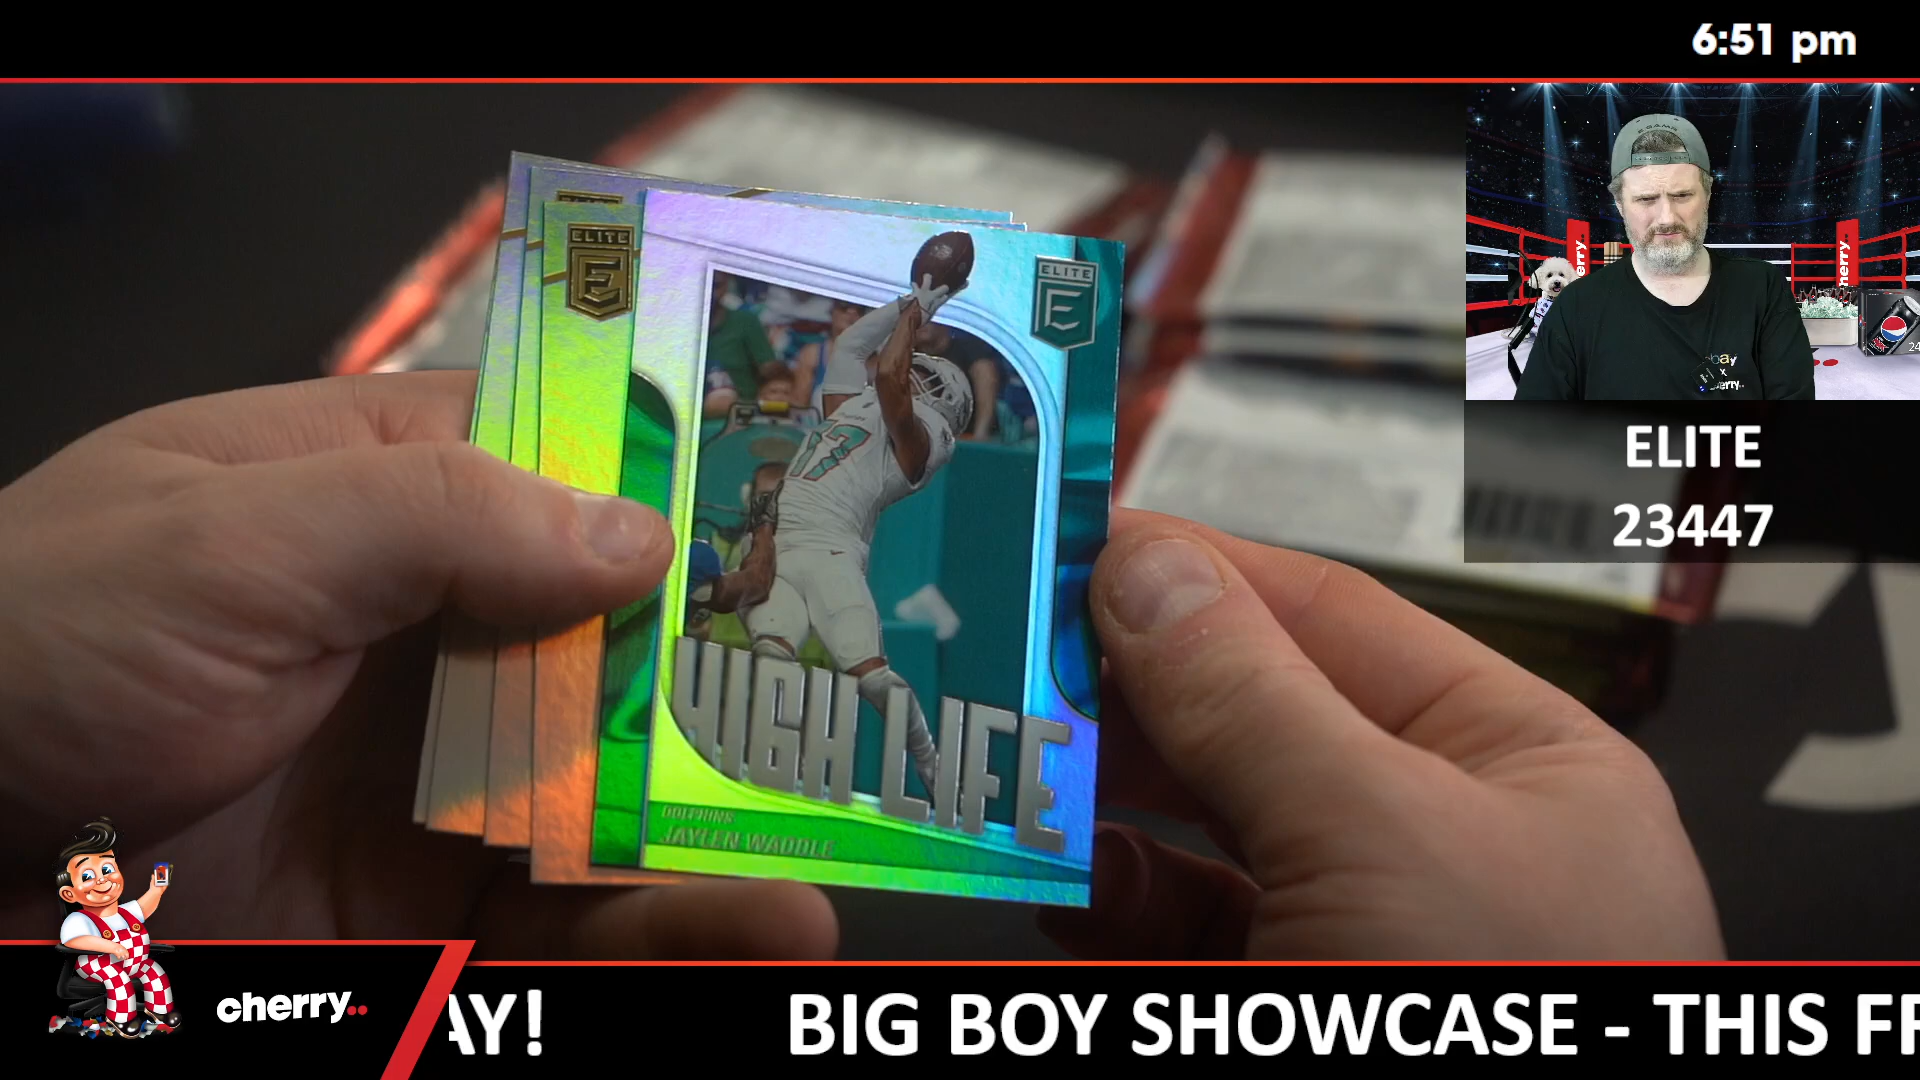 6:51 pm
ELITE
ELITE
E
E
HIGH LIFE
DOLPHINS
JAYLEN WADDLE
17
ELITE
23447
cherry..
AY!
BIG BOY SHOWCASE - THIS FR